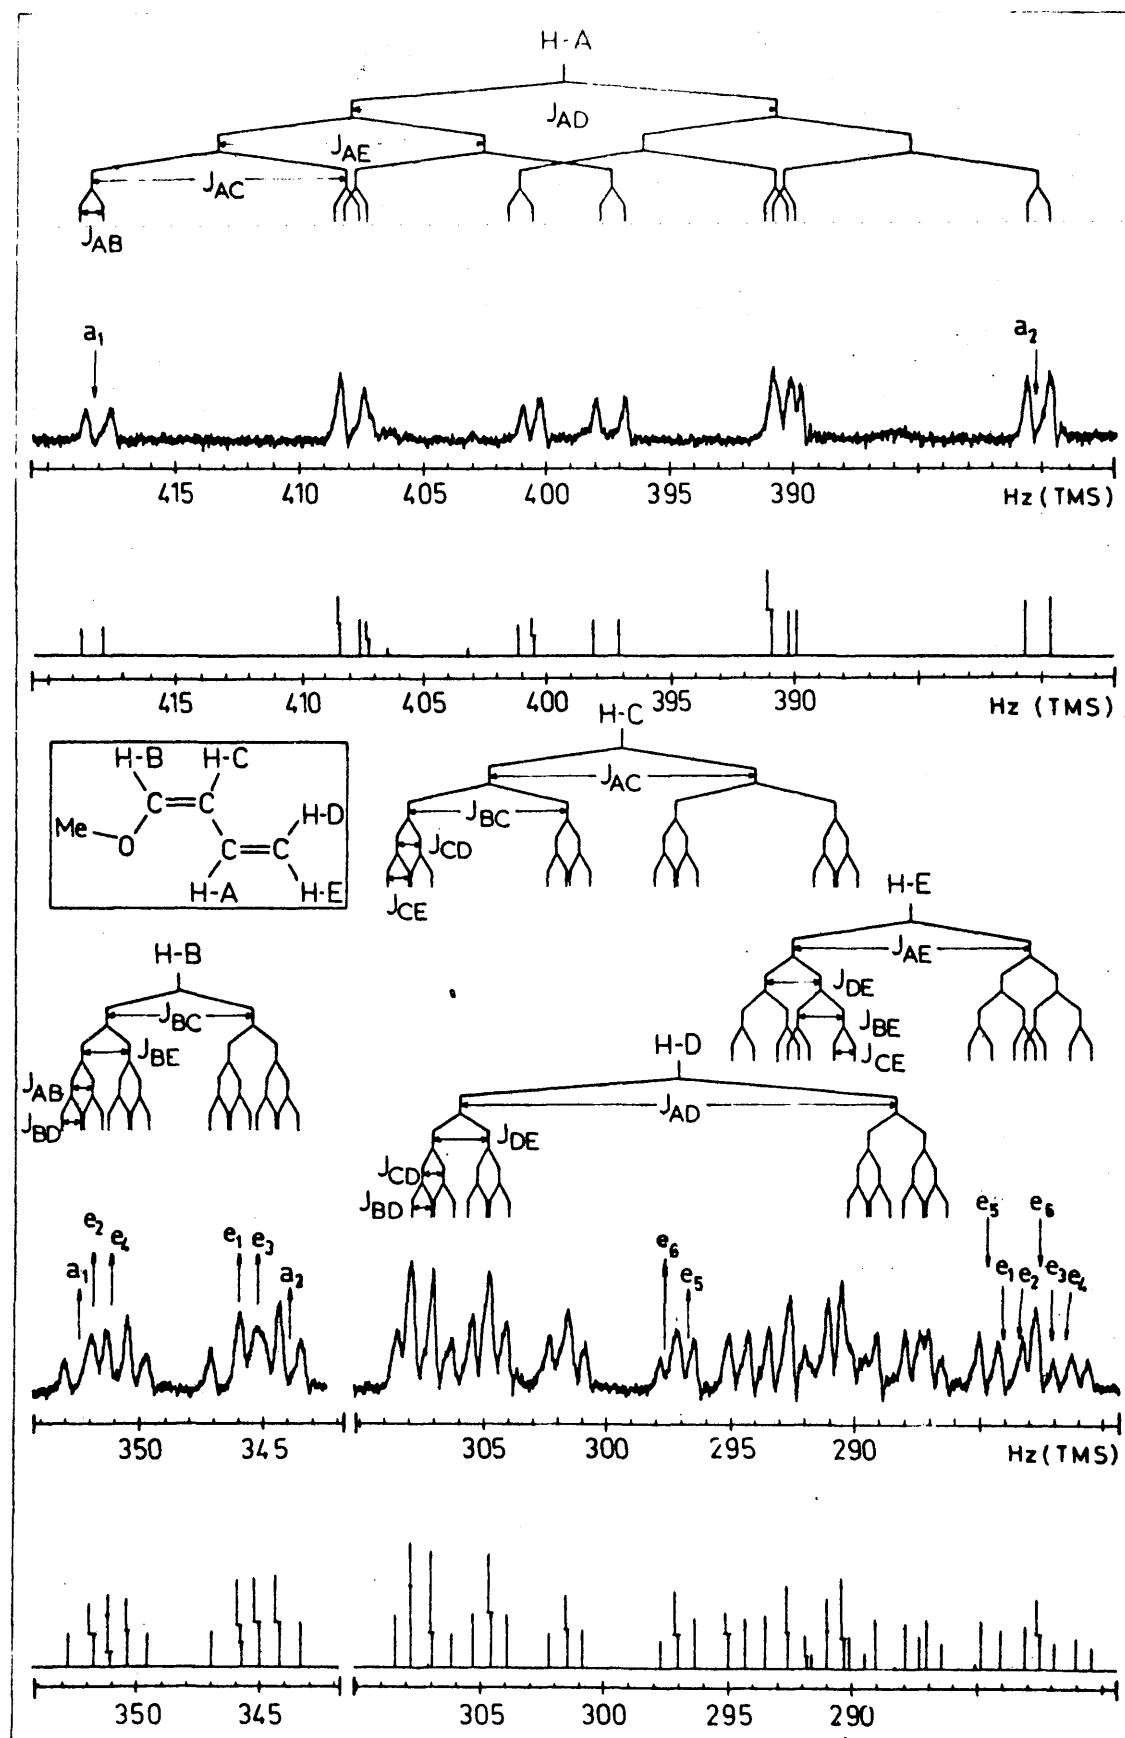 H-A
JAD
JAE
JAC
JAB
a1 a2
415 410 405 400 395 390 Hz (TMS)
415 410 405 400 395 390 Hz (TMS)
H-C
JAC
JBC
JCD
JCE
H-B H-C
C=C H-D
Me O C=C
H-A H-E
H-E
JAE
JDE
JBE
JCE
H-B
JBC
JBE
JAB
JBD
H-D
JAD
JDE
JCD
JBD
e2 e4 e1 e3 e6 e5 e5 e6
a1 a2 e1 e2 e3 e4
350 345 305 300 295 290 Hz (TMS)
350 345 305 300 295 290